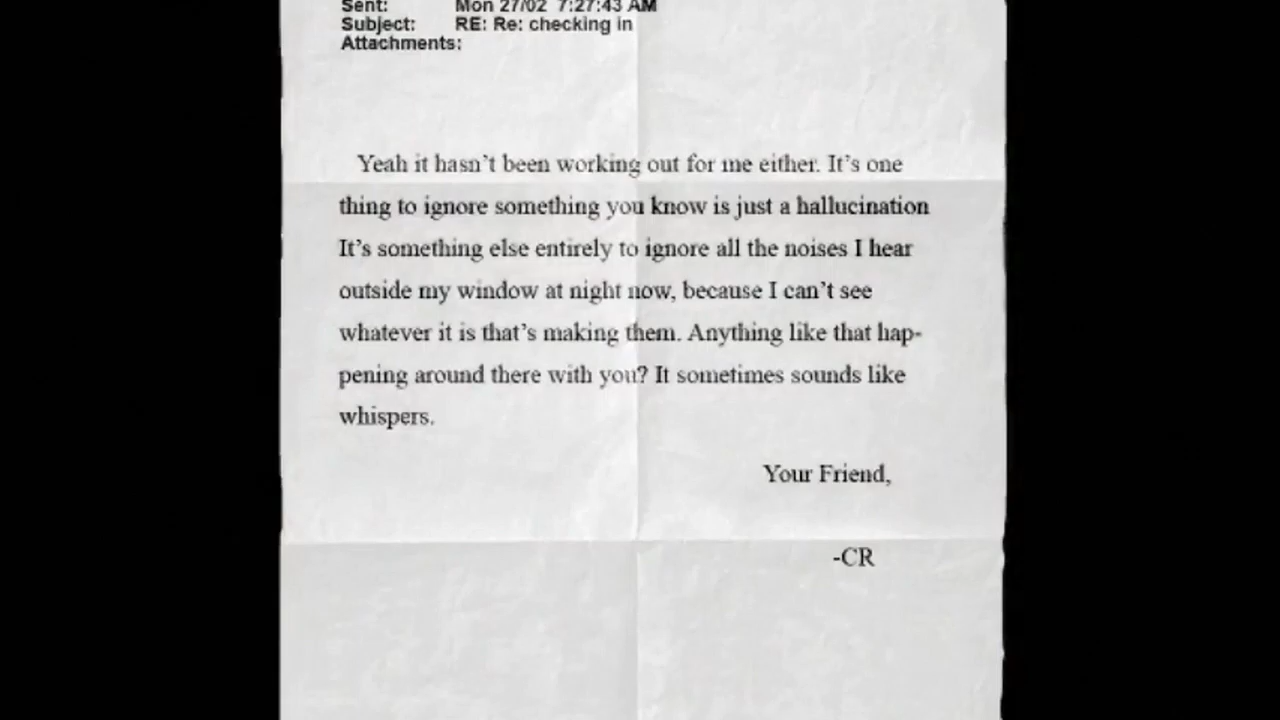 Sent: Mon 27/02 7:27:43 AM
Subject: RE: Re: checking in
Attachments:
Yeah it hasn't been working out for me either. It's one
thing to ignore something you know is just a hallucination
It's something else entirely to ignore all the noises I hear
outside my window at night now, because I can't see
whatever it is that's making them. Anything like that hap-
pening around there with you? It sometimes sounds like
whispers.
Your Friend,
-CR